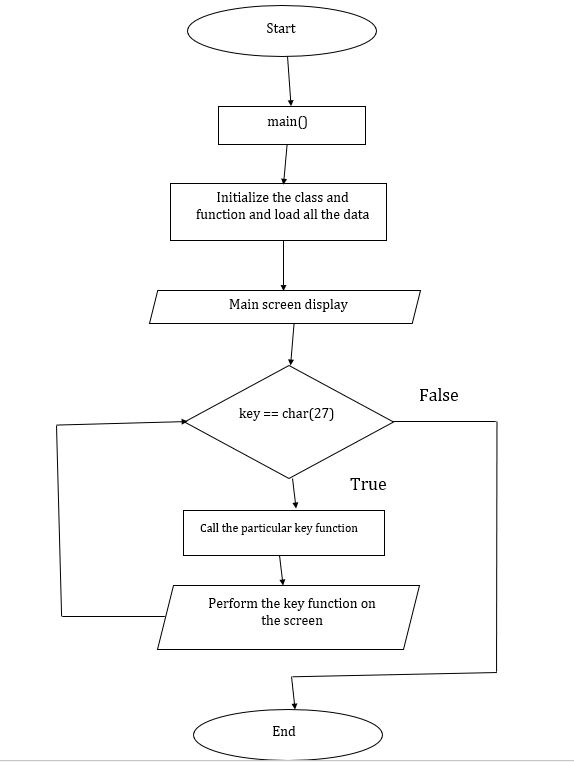 Start
main()
Initialize the class and
function and load all the data
Main screen display
key == char(27)
False
True
Call the particular key function
Perform the key function on
the screen
End